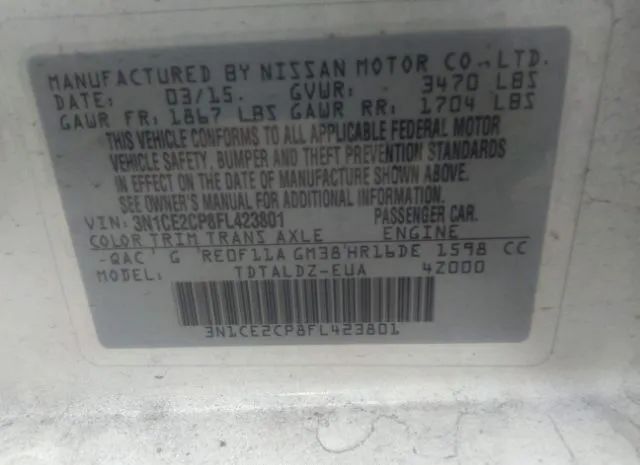 MANUFACTURED BY NISSAN MOTOR CO., LTD.
DATE: 03/15. GVWR: 3470 LBS
GAWR FR: 1867 LBS GAWR RR: 1704 LBS
THIS VEHICLE CONFORMS TO ALL APPLICABLE FEDERAL MOTOR
VEHICLE SAFETY, BUMPER AND THEFT PREVENTION STANDARDS
IN EFFECT ON THE DATE OF MANUFACTURE SHOWN ABOVE.
SEE OWNER'S MANUAL FOR ADDITIONAL INFORMATION.
VIN: 3N1CE2CP8FL423801 PASSENGER CAR.
COLOR TRIM TRANS AXLE ENGINE
-QAC G RE0F11A GM38 HR16DE 1598 CC
MODEL: TDTALDZ-EUA 4Z000
3N1CE2CP8FL423801